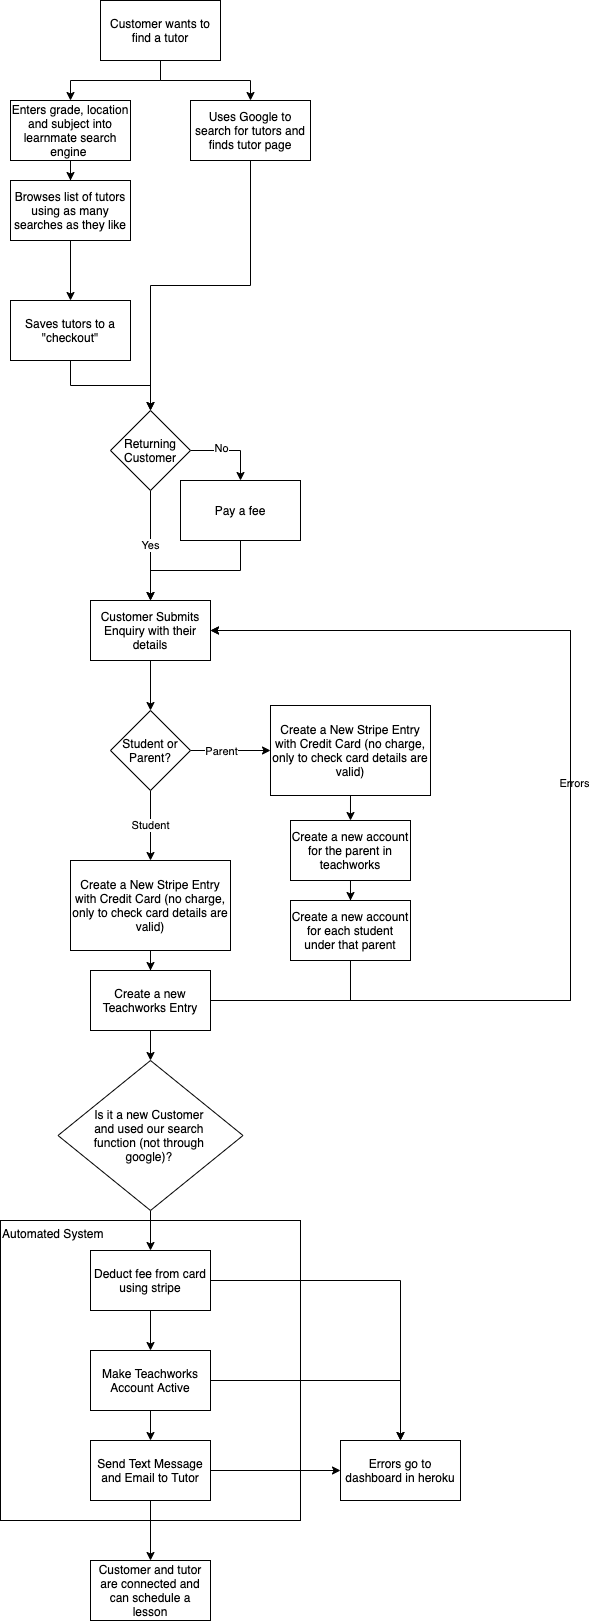 Customer wants to
find a tutor
Enters grade, location
and subject into
learnmate search
engine
Uses Google to
search for tutors and
finds tutor page
Browses list of tutors
using as many
searches as they like
Saves tutors to a
"checkout"
Returning
Customer
No
Pay a fee
Yes
Customer Submits
Enquiry with their
details
Student or
Parent?
Parent
Create a New Stripe Entry
with Credit Card (no charge,
only to check card details are
valid)
Errors
Student
Create a new account
for the parent in
teachworks
Create a New Stripe Entry
with Credit Card (no charge,
only to check card details are
valid)
Create a new account
for each student
under that parent
Create a new
Teachworks Entry
Is it a new Customer
and used our search
function (not through
google)?
Automated System
Deduct fee from card
using stripe
Make Teachworks
Account Active
Send Text Message
and Email to Tutor
Errors go to
dashboard in heroku
Customer and tutor
are connected and
can schedule a
lesson